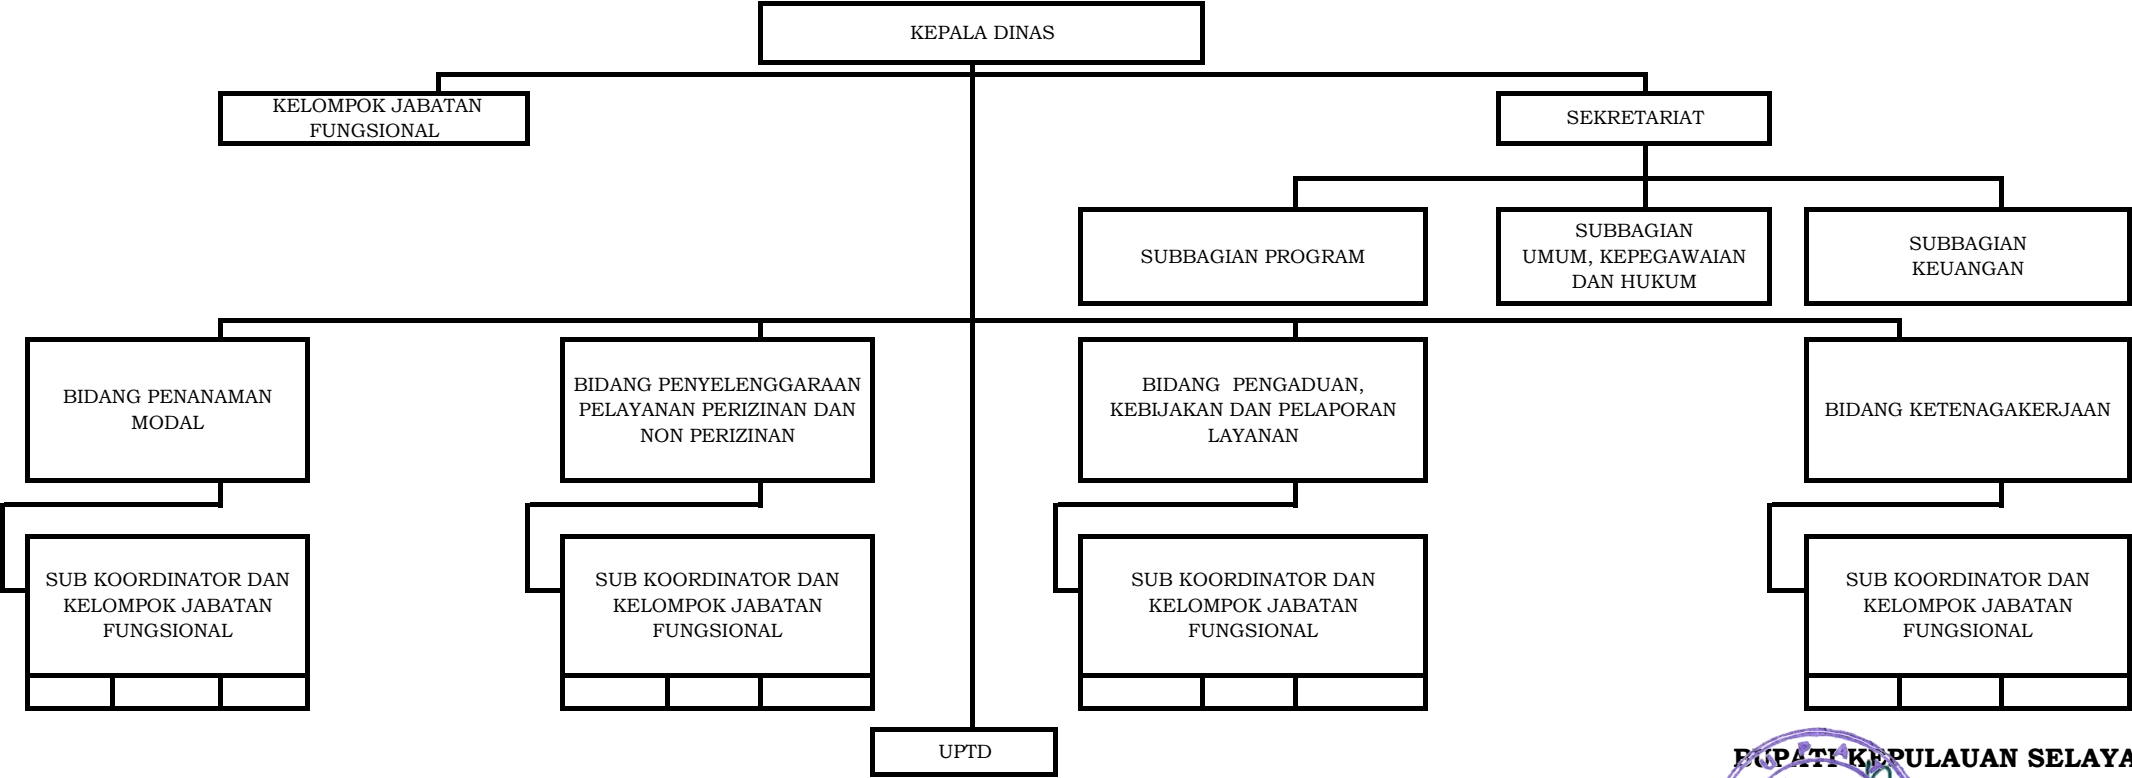 KEPALA DINAS
KELOMPOK JABATAN
FUNGSIONAL
SEKRETARIAT
SUBBAGIAN PROGRAM
SUBBAGIAN
UMUM, KEPEGAWAIAN
DAN HUKUM
SUBBAGIAN
KEUANGAN
BIDANG PENANAMAN
MODAL
BIDANG PENYELENGGARAAN
PELAYANAN PERIZINAN DAN
NON PERIZINAN
BIDANG PENGADUAN,
KEBIJAKAN DAN PELAPORAN
LAYANAN
BIDANG KETENAGAKERJAAN
SUB KOORDINATOR DAN
KELOMPOK JABATAN
FUNGSIONAL
SUB KOORDINATOR DAN
KELOMPOK JABATAN
FUNGSIONAL
SUB KOORDINATOR DAN
KELOMPOK JABATAN
FUNGSIONAL
SUB KOORDINATOR DAN
KELOMPOK JABATAN
FUNGSIONAL
UPTD
BUPATI KEPULAUAN SELAYA